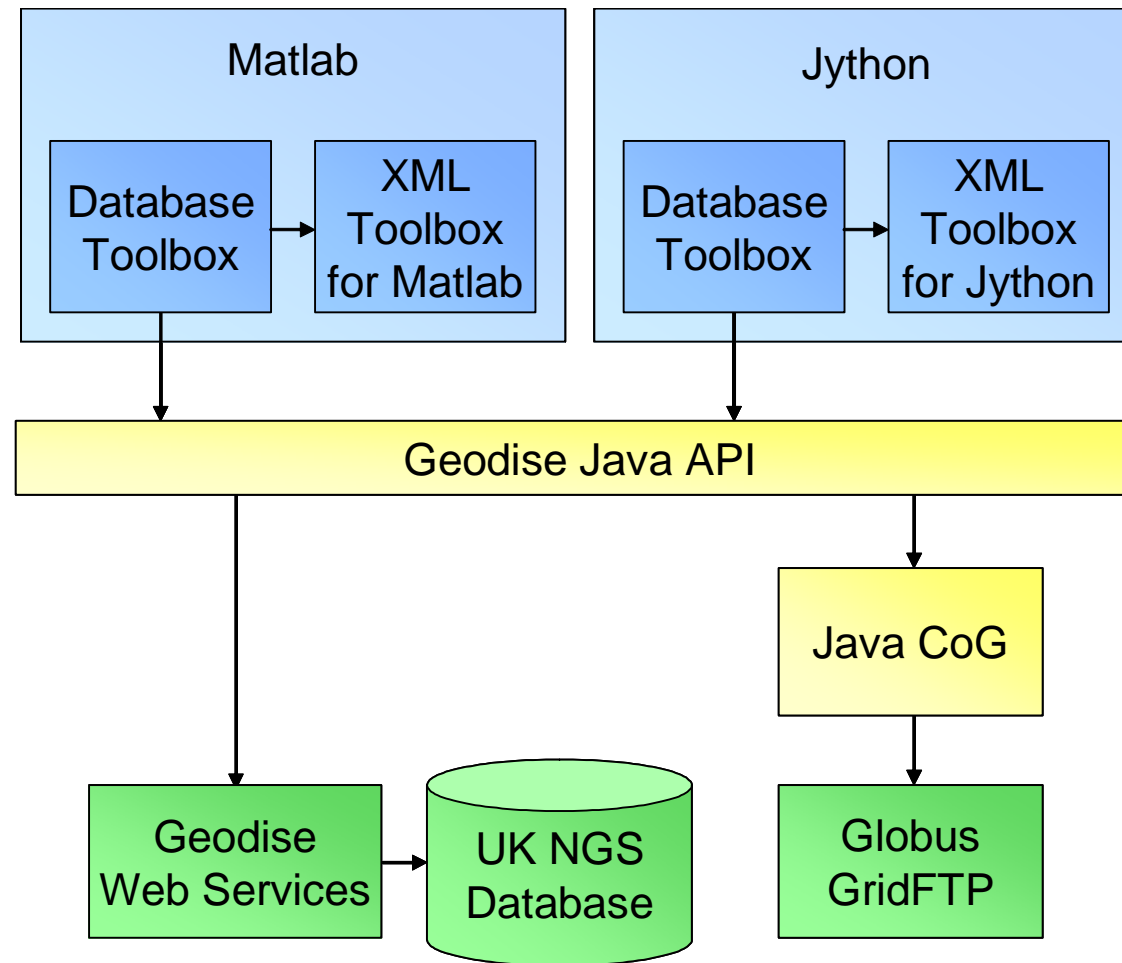 Matlab
Jython
Database
Toolbox
XML
Toolbox
for Matlab
Database
Toolbox
XML
Toolbox
for Jython
Geodise Java API
Java CoG
Geodise
Web Services
UK NGS
Database
Globus
GridFTP